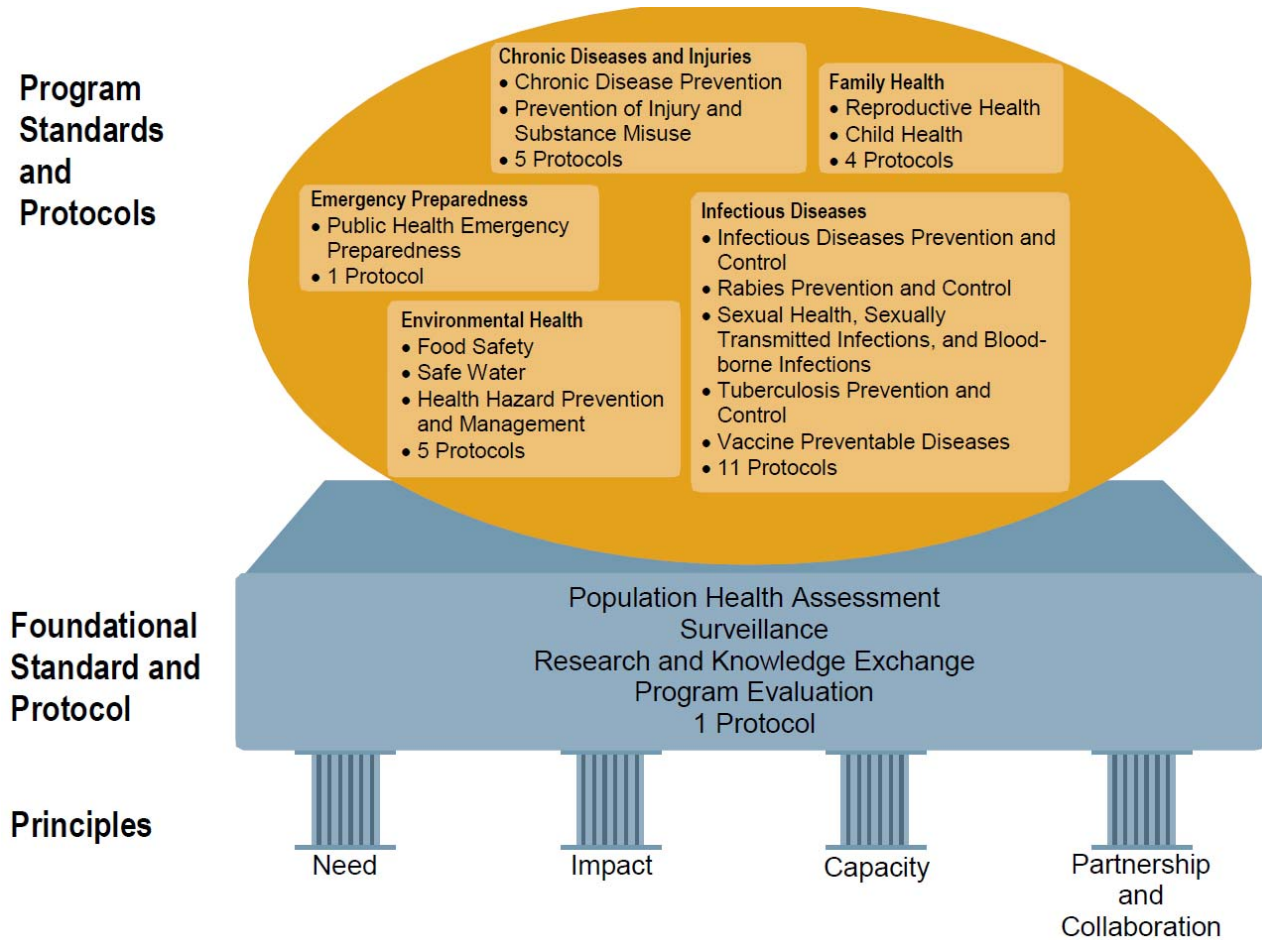 Program
Standards
and
Protocols
Chronic Diseases and Injuries
• Chronic Disease Prevention
• Prevention of Injury and
Substance Misuse
• 5 Protocols
Family Health
• Reproductive Health
• Child Health
• 4 Protocols
Emergency Preparedness
• Public Health Emergency
Preparedness
• 1 Protocol
Infectious Diseases
• Infectious Diseases Prevention and
Control
• Rabies Prevention and Control
• Sexual Health, Sexually
Transmitted Infections, and Blood-
borne Infections
• Tuberculosis Prevention and
Control
• Vaccine Preventable Diseases
• 11 Protocols
Environmental Health
• Food Safety
• Safe Water
• Health Hazard Prevention
and Management
• 5 Protocols
Foundational
Standard and
Protocol
Population Health Assessment
Surveillance
Research and Knowledge Exchange
Program Evaluation
1 Protocol
Principles
Need
Impact
Capacity
Partnership
and
Collaboration